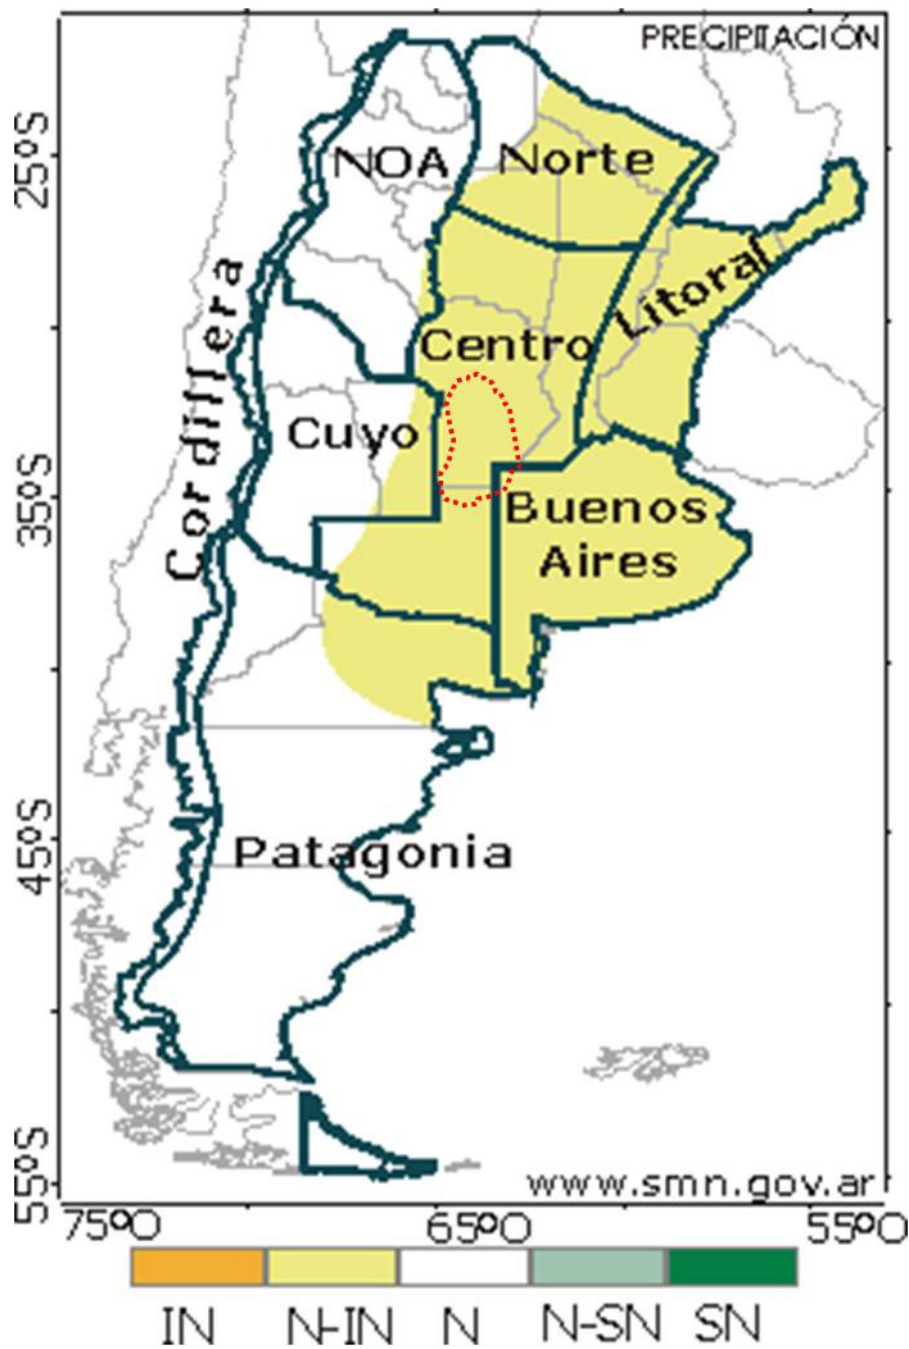 PRECIPITACIÓN
25ºS
NOA
Norte
Litoral
Cordillera
Centro
Cuyo
35ºS
Buenos
Aires
45ºS
Patagonia
www.smn.gov.ar
55ºS
75ºO 65ºO 55ºO
IN N-IN N N-SN SN